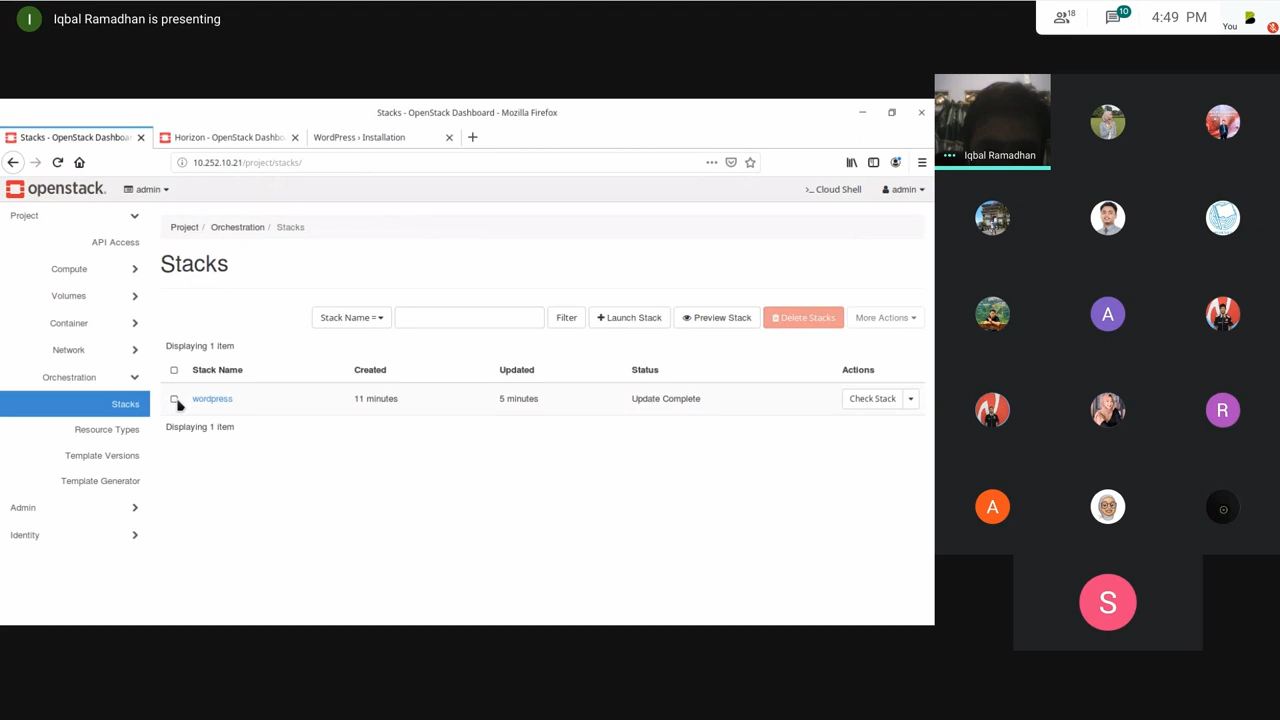 I
Iqbal Ramadhan is presenting
18
10
4:49 PM
You
Stacks - OpenStack Dashboard - Mozilla Firefox
Stacks - OpenStack Dashboa
Horizon - OpenStack Dashbo
WordPress › Installation
10.252.10.21/project/stacks/
openstack.
admin
>_ Cloud Shell
admin
Project
API Access
Compute
Volumes
Container
Network
Orchestration
Stacks
Resource Types
Template Versions
Template Generator
Admin
Identity
Project / Orchestration / Stacks
Stacks
Stack Name =
Filter
+ Launch Stack
Preview Stack
Delete Stacks
More Actions
Displaying 1 item
Stack Name Created Updated Status Actions
wordpress 11 minutes 5 minutes Update Complete Check Stack
Displaying 1 item
Iqbal Ramadhan
A
R
A
S